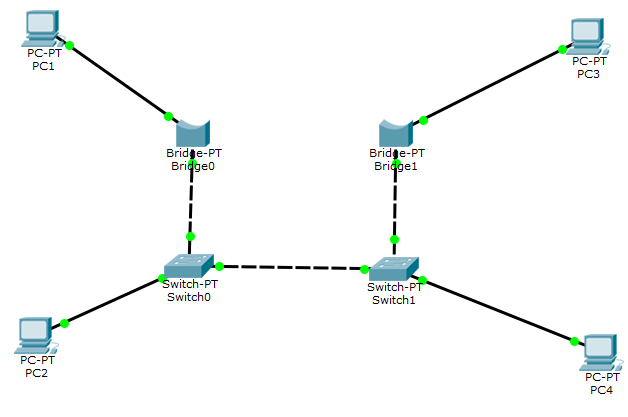 PC-PT
PC1
PC-PT
PC3
Bridge-PT
Bridge0
Bridge-PT
Bridge1
Switch-PT
Switch0
Switch-PT
Switch1
PC-PT
PC2
PC-PT
PC4